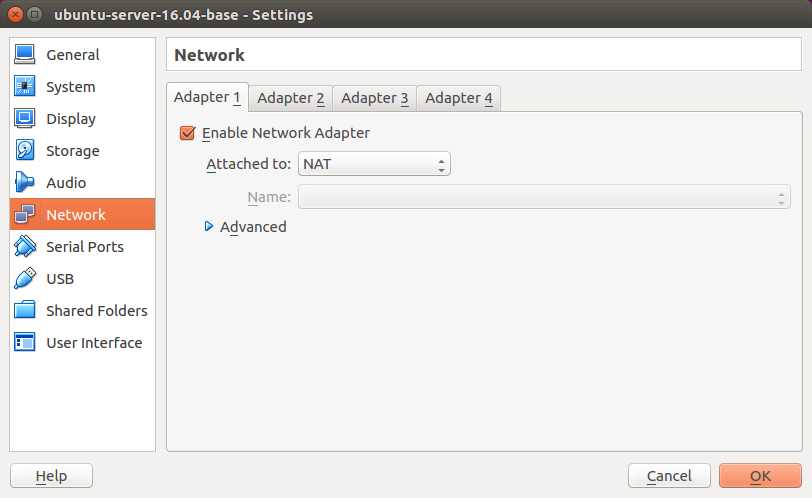 ubuntu-server-16.04-base - Settings
General
System
Display
Storage
Audio
Network
Serial Ports
USB
Shared Folders
User Interface
Network
Adapter 1 Adapter 2 Adapter 3 Adapter 4
Enable Network Adapter
Attached to: NAT
Name:
Advanced
Help Cancel OK